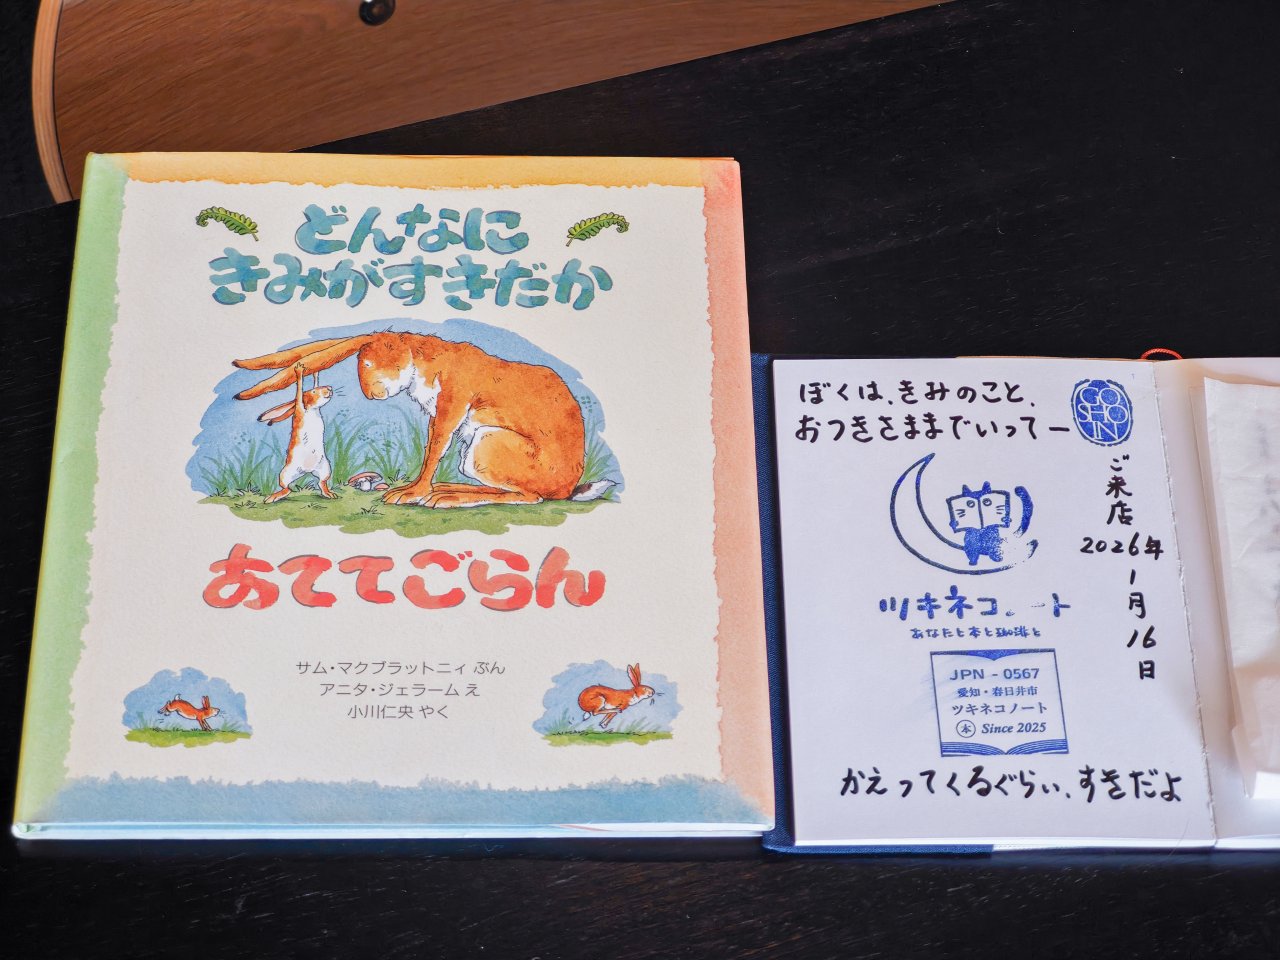 どんなに
きみがすきだか
あててごらん
サム・マクブラットニィ ぶん
アニタ・ジェラーム え
小川仁央 やく
ぼくは、きみのこと、
おつきさままでいって―
GO
SHO
IN
ご来店
2026年
1月
16日
ツキネコノート
あなたと本と珈琲と
JPN - 0567
愛知・春日井市
ツキネコノート
本 Since 2025
かえってくるぐらい、すきだよ